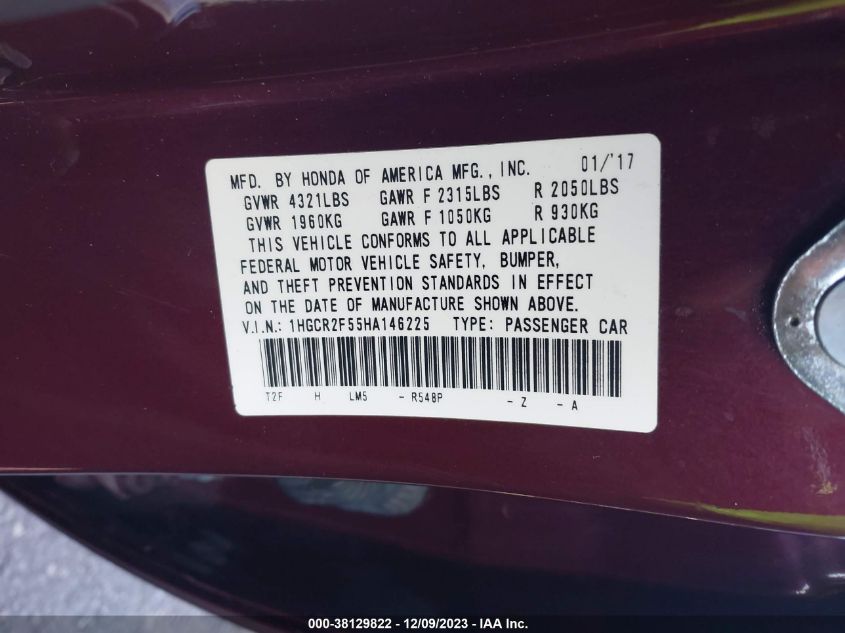 MFD. BY HONDA OF AMERICA MFG., INC. 01/'17
GVWR 4321LBS GAWR F 2315LBS R 2050LBS
GVWR 1960KG GAWR F 1050KG R 930KG
THIS VEHICLE CONFORMS TO ALL APPLICABLE
FEDERAL MOTOR VEHICLE SAFETY, BUMPER,
AND THEFT PREVENTION STANDARDS IN EFFECT
ON THE DATE OF MANUFACTURE SHOWN ABOVE.
V.I.N.: 1HGCR2F55HA146225 TYPE: PASSENGER CAR
T2F H LM5 - R548P - Z - A
000-38129822 - 12/09/2023 - IAA Inc.